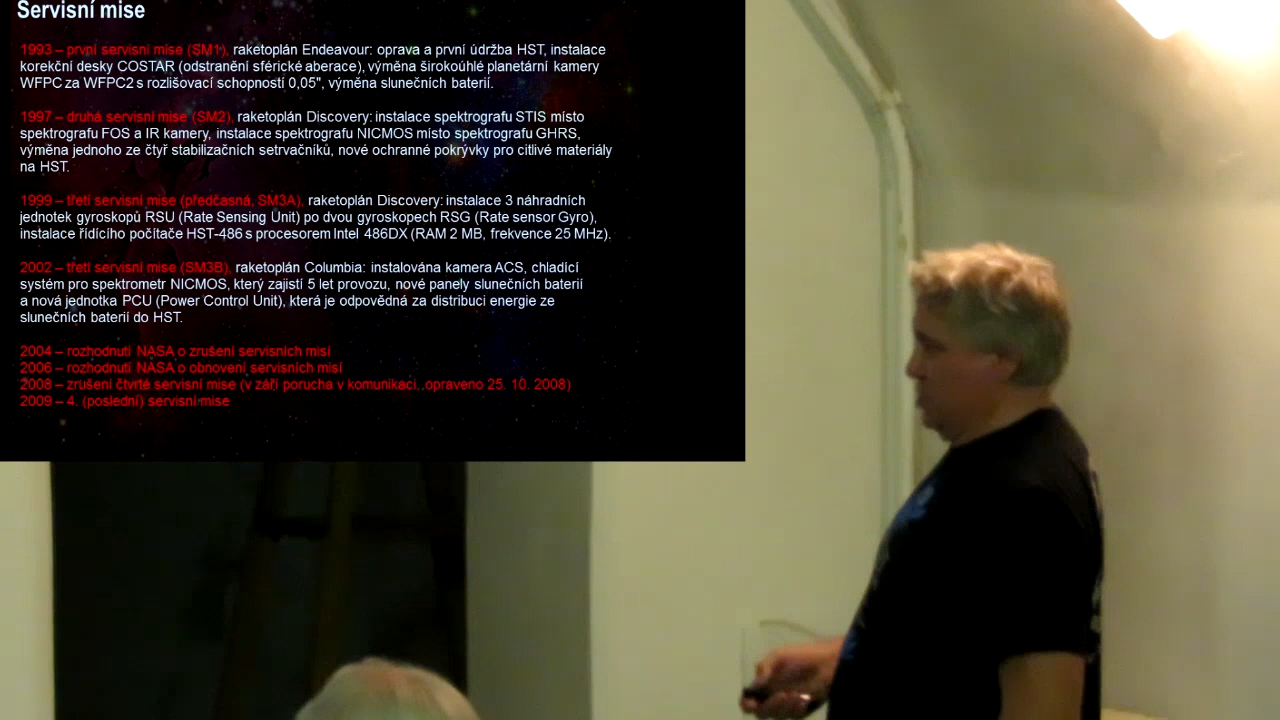 Servisní mise
1993 – první servisní mise (SM1), raketoplán Endeavour: oprava a první údržba HST, instalace
korekční desky COSTAR (odstranění sférické aberace), výměna širokoúhlé planetární kamery
WFPC za WFPC2 s rozlišovací schopností 0,05", výměna slunečních baterií.
1997 – druhá servisní mise (SM2), raketoplán Discovery: instalace spektrografu STIS místo
spektrografu FOS a IR kamery, instalace spektrografu NICMOS místo spektrografu GHRS,
výměna jednoho ze čtyř stabilizačních setrvačníků, nové ochranné pokrývky pro citlivé materiály
na HST.
1999 – třetí servisní mise (předčasná, SM3A), raketoplán Discovery: instalace 3 náhradních
jednotek gyroskopů RSU (Rate Sensing Unit) po dvou gyroskopech RSG (Rate sensor Gyro),
instalace řídícího počítače HST-486 s procesorem Intel 486DX (RAM 2 MB, frekvence 25 MHz).
2002 – třetí servisní mise (SM3B), raketoplán Columbia: instalována kamera ACS, chladící
systém pro spektrometr NICMOS, který zajistí 5 let provozu, nové panely slunečních baterií
a nová jednotka PCU (Power Control Unit), která je odpovědná za distribuci energie ze
slunečních baterií do HST.
2004 – rozhodnutí NASA o zrušení servisních misí
2006 – rozhodnutí NASA o obnovení servisních misí
2008 – zrušení čtvrté servisní mise (v září porucha v komunikaci, opraveno 25. 10. 2008)
2009 – 4. (poslední) servisní mise